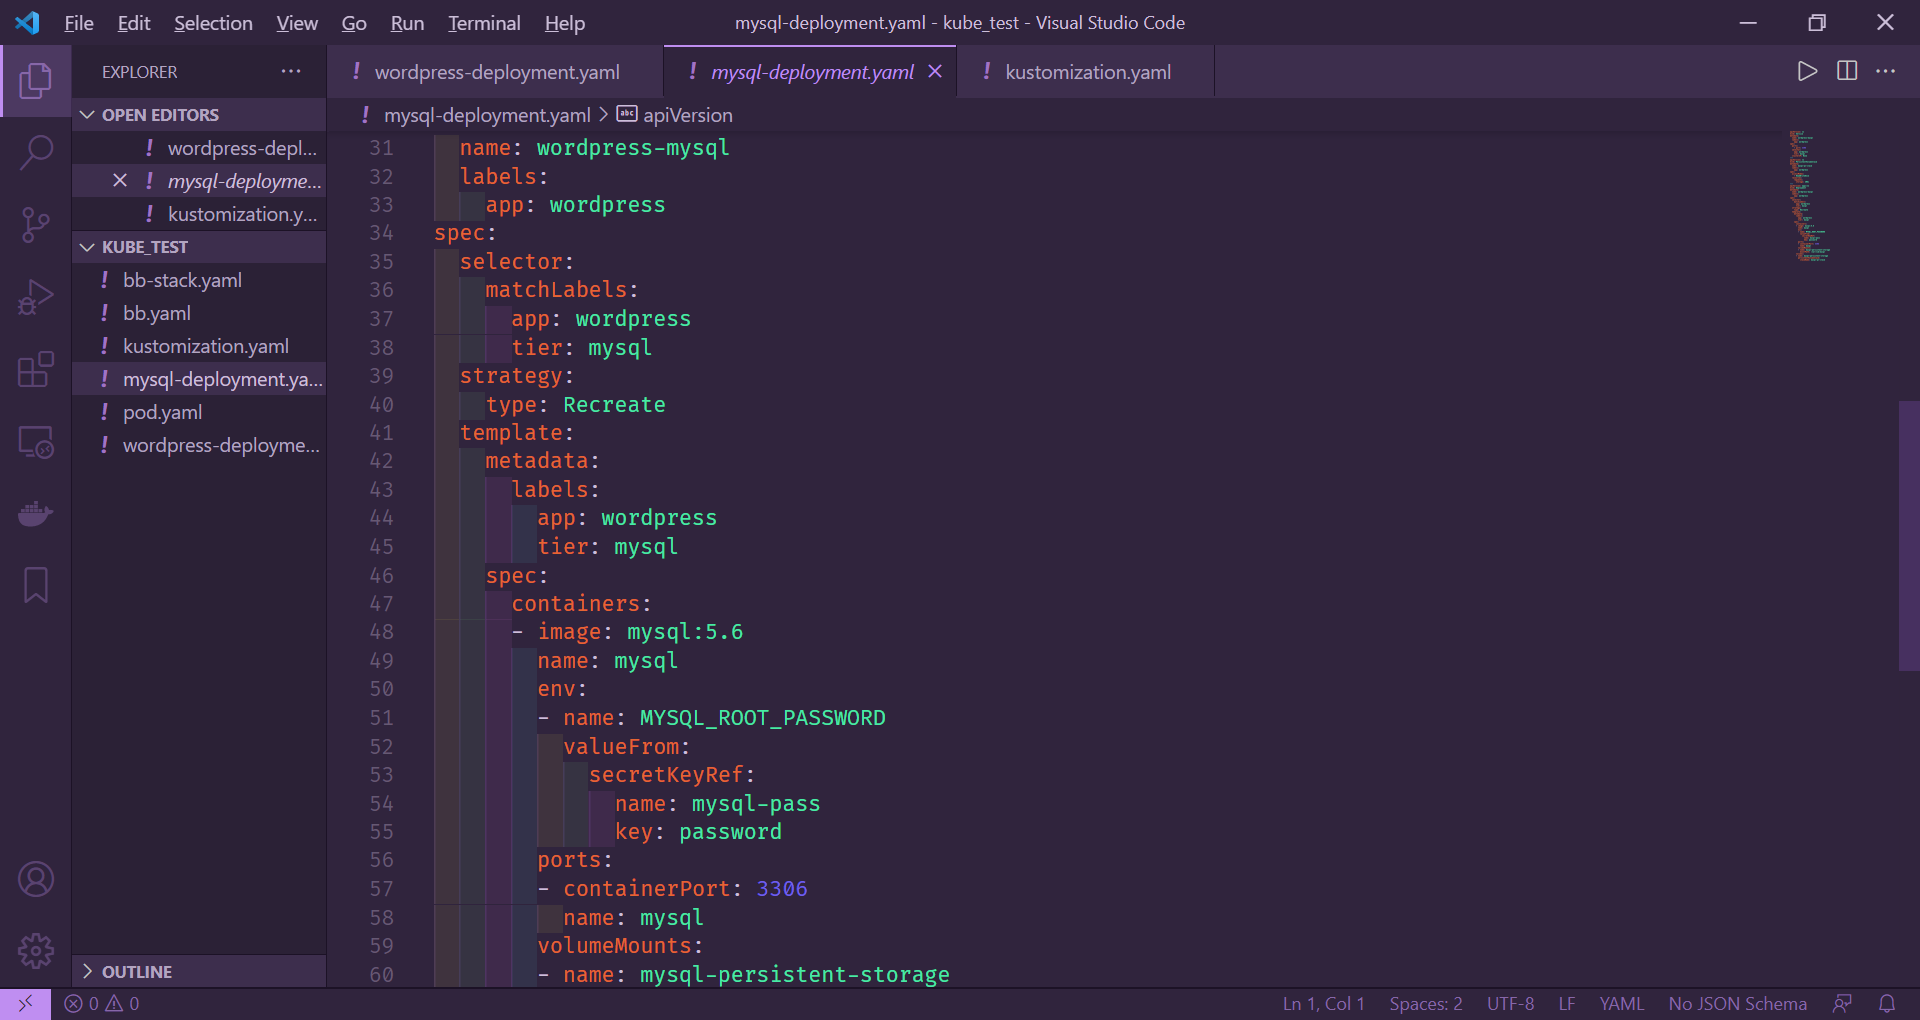 File Edit Selection View Go Run Terminal Help
mysql-deployment.yaml - kube_test - Visual Studio Code
EXPLORER
OPEN EDITORS
! wordpress-depl...
! mysql-deployme...
! kustomization.y...
KUBE_TEST
! bb-stack.yaml
! bb.yaml
! kustomization.yaml
! mysql-deployment.ya...
! pod.yaml
! wordpress-deployme...
OUTLINE
! wordpress-deployment.yaml
! mysql-deployment.yaml
! kustomization.yaml
! mysql-deployment.yaml > abc apiVersion
31   name: wordpress-mysql
32   labels:
33     app: wordpress
34 spec:
35   selector:
36     matchLabels:
37       app: wordpress
38       tier: mysql
39   strategy:
40     type: Recreate
41   template:
42     metadata:
43       labels:
44         app: wordpress
45         tier: mysql
46     spec:
47       containers:
48       - image: mysql:5.6
49         name: mysql
50         env:
51         - name: MYSQL_ROOT_PASSWORD
52           valueFrom:
53             secretKeyRef:
54               name: mysql-pass
55               key: password
56         ports:
57         - containerPort: 3306
58           name: mysql
59         volumeMounts:
60         - name: mysql-persistent-storage
0 0
Ln 1, Col 1 Spaces: 2 UTF-8 LF YAML No JSON Schema